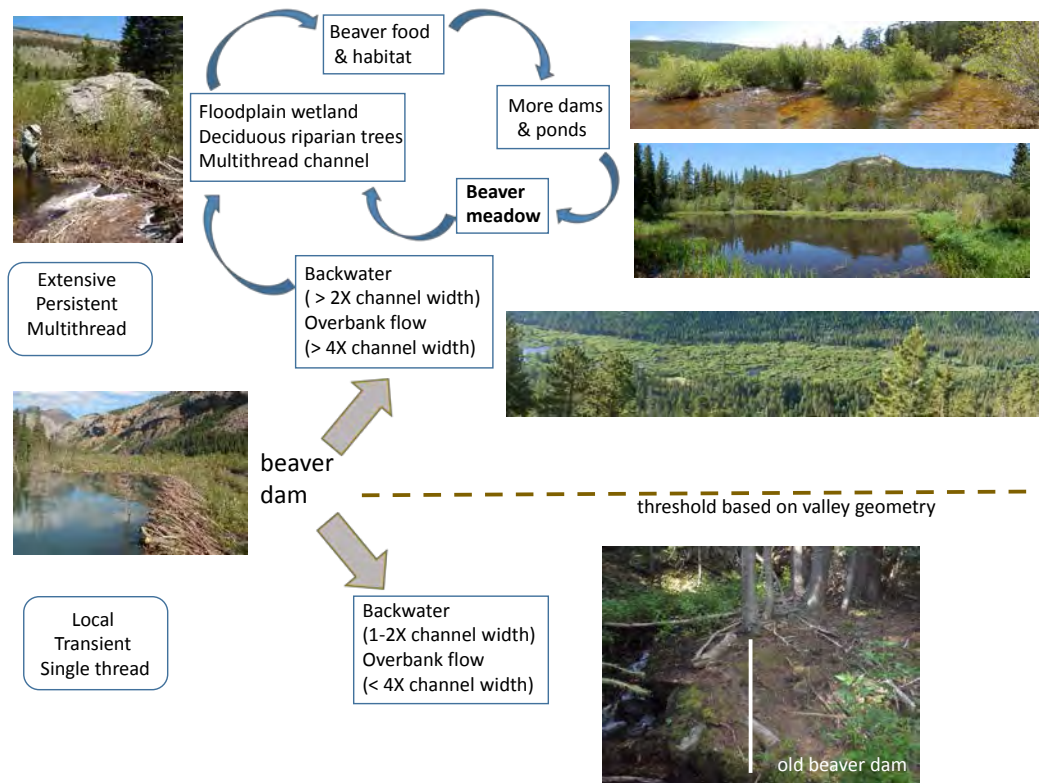 Beaver food
& habitat
Floodplain wetland
Deciduous riparian trees
Multithread channel
More dams
& ponds
Beaver
meadow
Extensive
Persistent
Multithread
Backwater
( > 2X channel width)
Overbank flow
(> 4X channel width)
beaver
dam
threshold based on valley geometry
Local
Transient
Single thread
Backwater
(1-2X channel width)
Overbank flow
(< 4X channel width)
old beaver dam